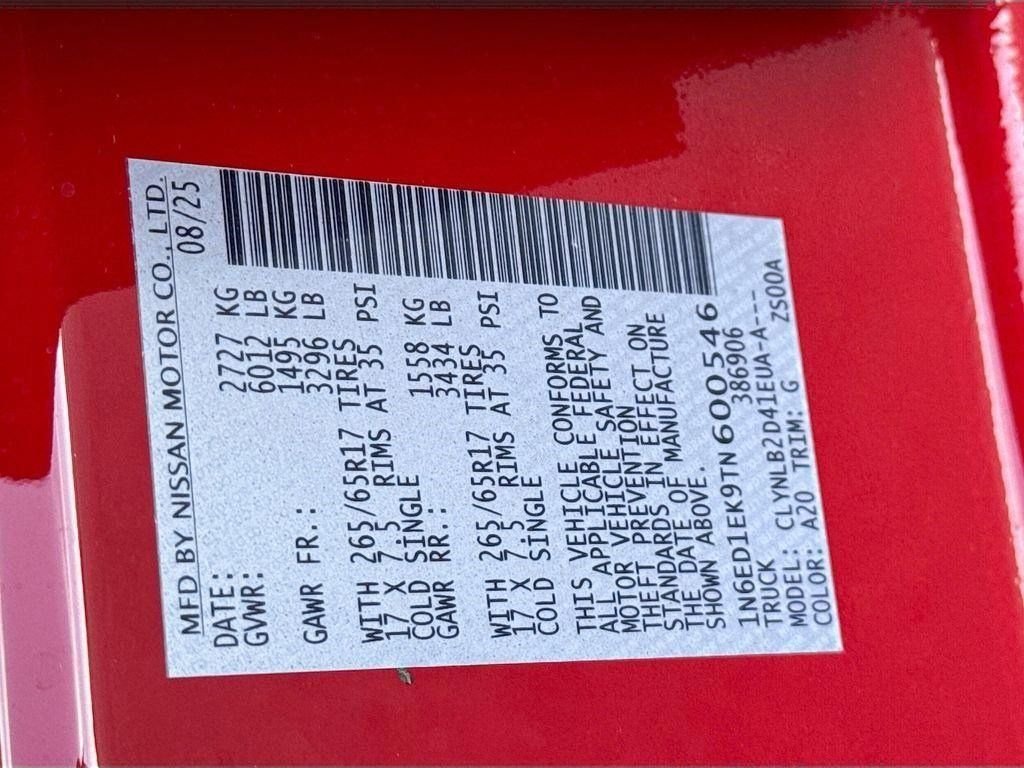 MFD BY NISSAN MOTOR CO., LTD.
DATE: 08/25
GVWR: 2727 KG
6012 LB
GAWR FR.: 1495 KG
3296 LB
WITH 265/65R17 TIRES
17 X 7.5 RIMS AT 35 PSI
COLD SINGLE
GAWR RR.: 1558 KG
3434 LB
WITH 265/65R17 TIRES
17 X 7.5 RIMS AT 35 PSI
COLD SINGLE
THIS VEHICLE CONFORMS TO
ALL APPLICABLE FEDERAL
MOTOR VEHICLE SAFETY AND
THEFT PREVENTION
STANDARDS IN EFFECT ON
THE DATE OF MANUFACTURE
SHOWN ABOVE.
1N6ED1EK9TN600546
TRUCK 386906
MODEL: CLYNLB2D41EUA-A---
COLOR: A20 TRIM: G ZS00A